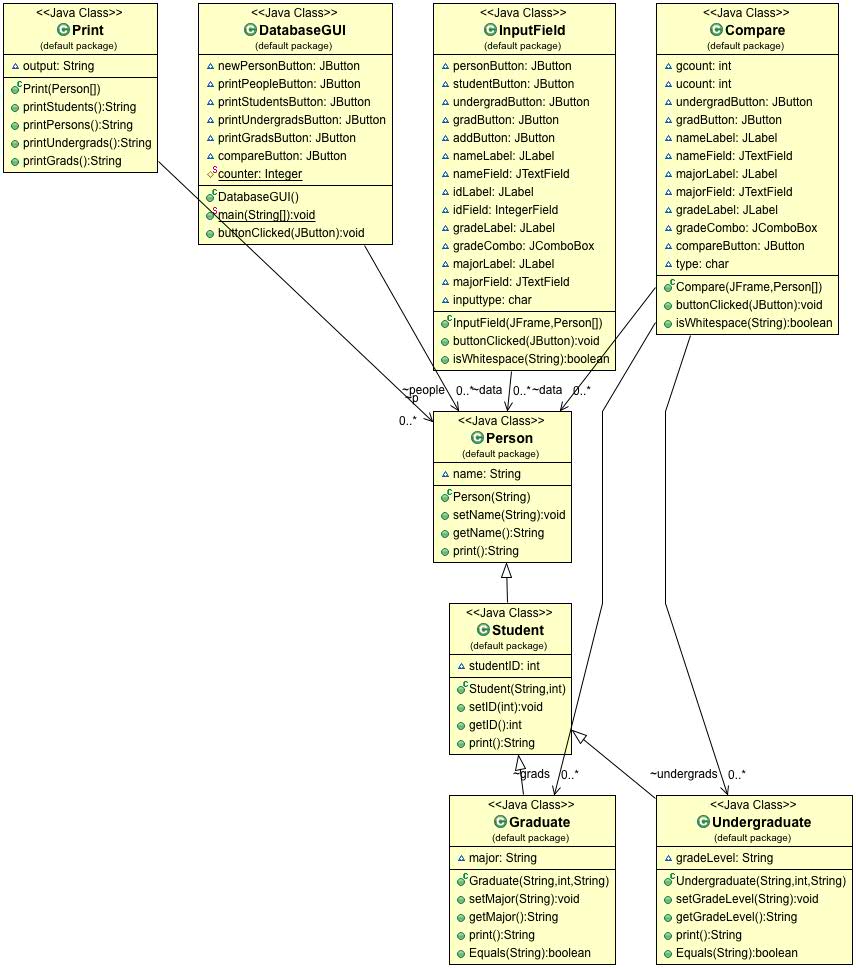 <<Java Class>>
Print
(default package)
output: String
Print(Person[])
printStudents():String
printPersons():String
printUndergrads():String
printGrads():String
<<Java Class>>
DatabaseGUI
(default package)
newPersonButton: JButton
printPeopleButton: JButton
printStudentsButton: JButton
printUndergradsButton: JButton
printGradsButton: JButton
compareButton: JButton
counter: Integer
DatabaseGUI()
main(String[]):void
buttonClicked(JButton):void
<<Java Class>>
InputField
(default package)
personButton: JButton
studentButton: JButton
undergradButton: JButton
gradButton: JButton
addButton: JButton
nameLabel: JLabel
nameField: JTextField
idLabel: JLabel
idField: IntegerField
gradeLabel: JLabel
gradeCombo: JComboBox
majorLabel: JLabel
majorField: JTextField
inputtype: char
InputField(JFrame,Person[])
buttonClicked(JButton):void
isWhitespace(String):boolean
<<Java Class>>
Compare
(default package)
gcount: int
ucount: int
undergradButton: JButton
gradButton: JButton
nameLabel: JLabel
nameField: JTextField
majorLabel: JLabel
majorField: JTextField
gradeLabel: JLabel
gradeCombo: JComboBox
compareButton: JButton
type: char
Compare(JFrame,Person[])
buttonClicked(JButton):void
isWhitespace(String):boolean
~people
0..*
~data
0..*
~data
0..*
~p
0..*
<<Java Class>>
Person
(default package)
name: String
Person(String)
setName(String):void
getName():String
print():String
<<Java Class>>
Student
(default package)
studentID: int
Student(String,int)
setID(int):void
getID():int
print():String
~grads
0..*
~undergrads
0..*
<<Java Class>>
Graduate
(default package)
major: String
Graduate(String,int,String)
setMajor(String):void
getMajor():String
print():String
Equals(String):boolean
<<Java Class>>
Undergraduate
(default package)
gradeLevel: String
Undergraduate(String,int,String)
setGradeLevel(String):void
getGradeLevel():String
print():String
Equals(String):boolean